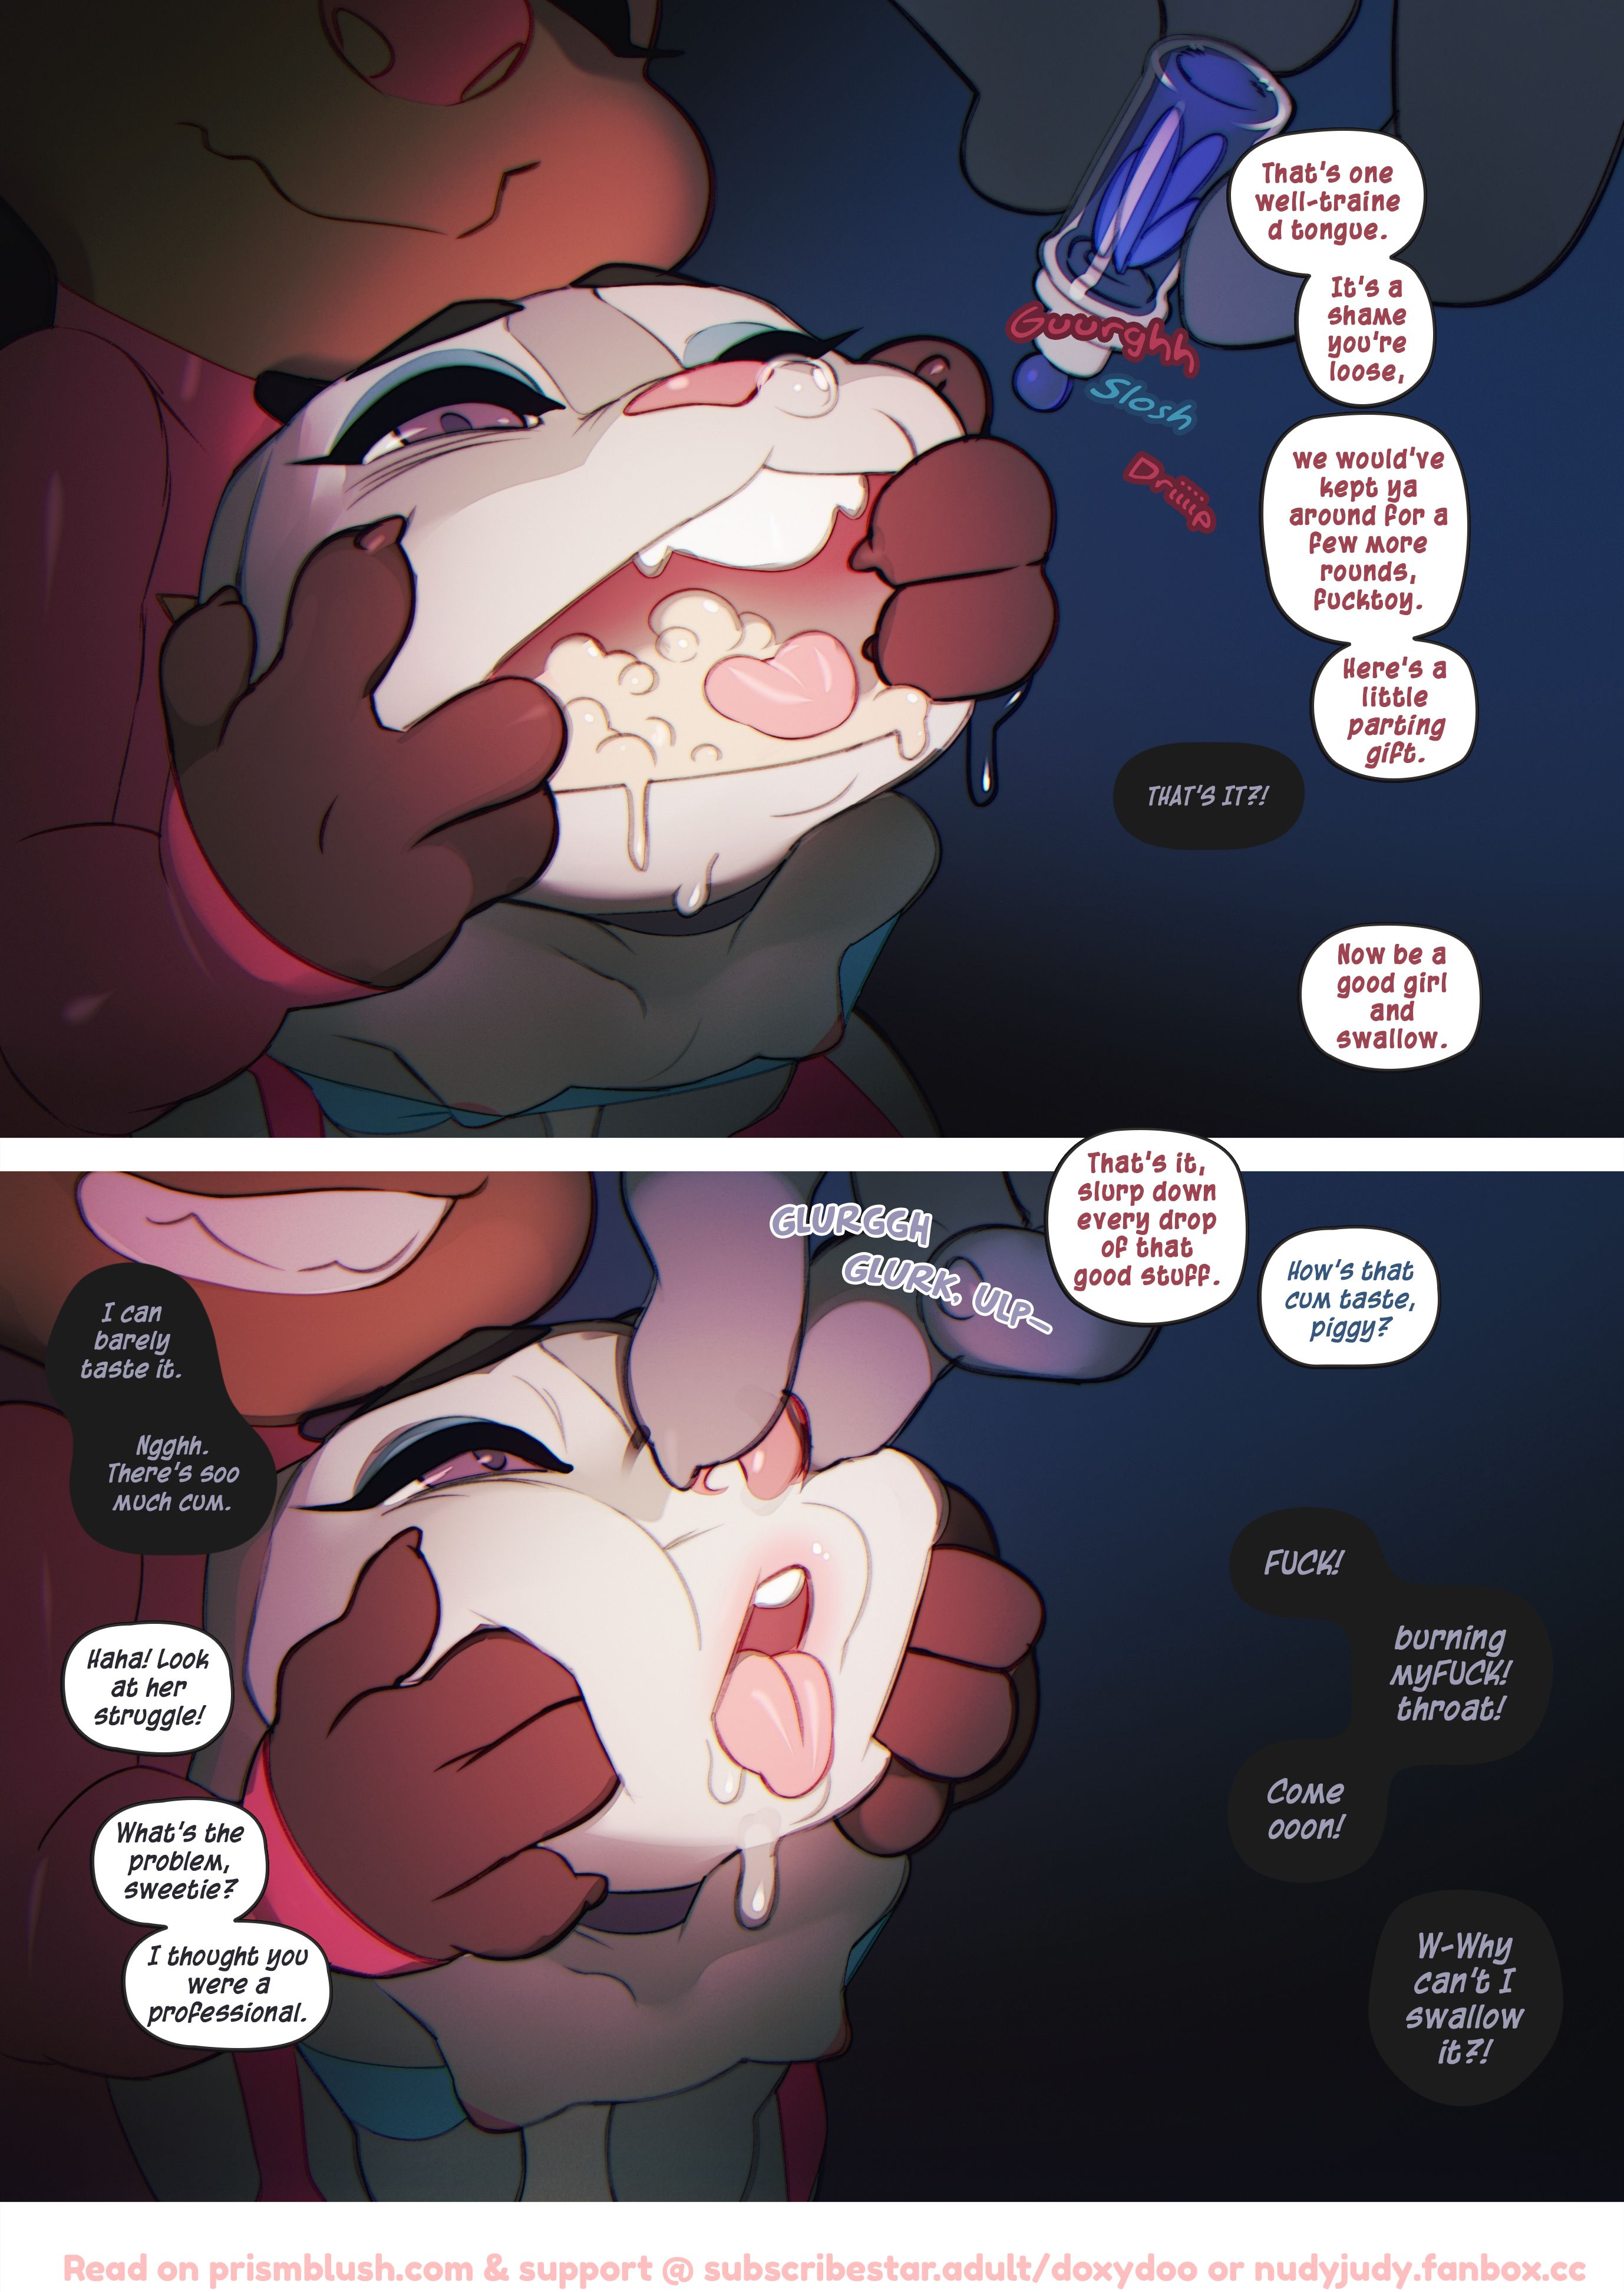 That's one
well-traine
d tongue.
It's a
shame
you're
loose,
we would've
kept ya
around for a
few more
rounds,
fucktoy.
Here's a
little
parting
gift.
Guurghh
Slosh
Driiiip
THAT'S IT?!
Now be a
good girl
and
swallow.
That's it,
slurp down
every drop
of that
good stuff.
How's that
cum taste,
piggy?
GLURGGH
GLURK, ULP—
I can
barely
taste it.
Ngghh.
There's soo
much cum.
Haha! Look
at her
struggle!
What's the
problem,
sweetie?
I thought you
were a
professional.
FUCK!
burning
myFUCK!
throat!
Come
ooon!
W-Why
can't I
swallow
it?!
Read on prismblush.com & support @ subscribestar.adult/doxydoo or nudyjudy.fanbox.cc